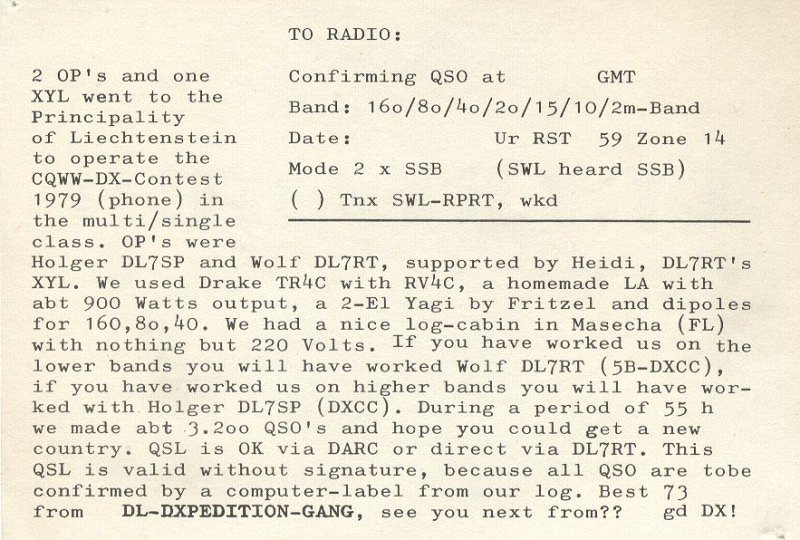 TO RADIO:
Confirming QSO at GMT
Band: 16o/8o/4o/2o/15/10/2m-Band
Date: Ur RST 59 Zone 14
Mode 2 x SSB (SWL heard SSB)
( ) Tnx SWL-RPRT, wkd
2 OP's and one
XYL went to the
Principality
of Liechtenstein
to operate the
CQWW-DX-Contest
1979 (phone) in
the multi/single
class. OP's were
Holger DL7SP and Wolf DL7RT, supported by Heidi, DL7RT's
XYL. We used Drake TR4C with RV4C, a homemade LA with
abt 900 Watts output, a 2-El Yagi by Fritzel and dipoles
for 160,8o,40. We had a nice log-cabin in Masecha (FL)
with nothing but 220 Volts. If you have worked us on the
lower bands you will have worked Wolf DL7RT (5B-DXCC),
if you have worked us on higher bands you will have wor-
ked with Holger DL7SP (DXCC). During a period of 55 h
we made abt 3.2oo QSO's and hope you could get a new
country. QSL is OK via DARC or direct via DL7RT. This
QSL is valid without signature, because all QSO are tobe
confirmed by a computer-label from our log. Best 73
from DL-DXPEDITION-GANG, see you next from?? gd DX!